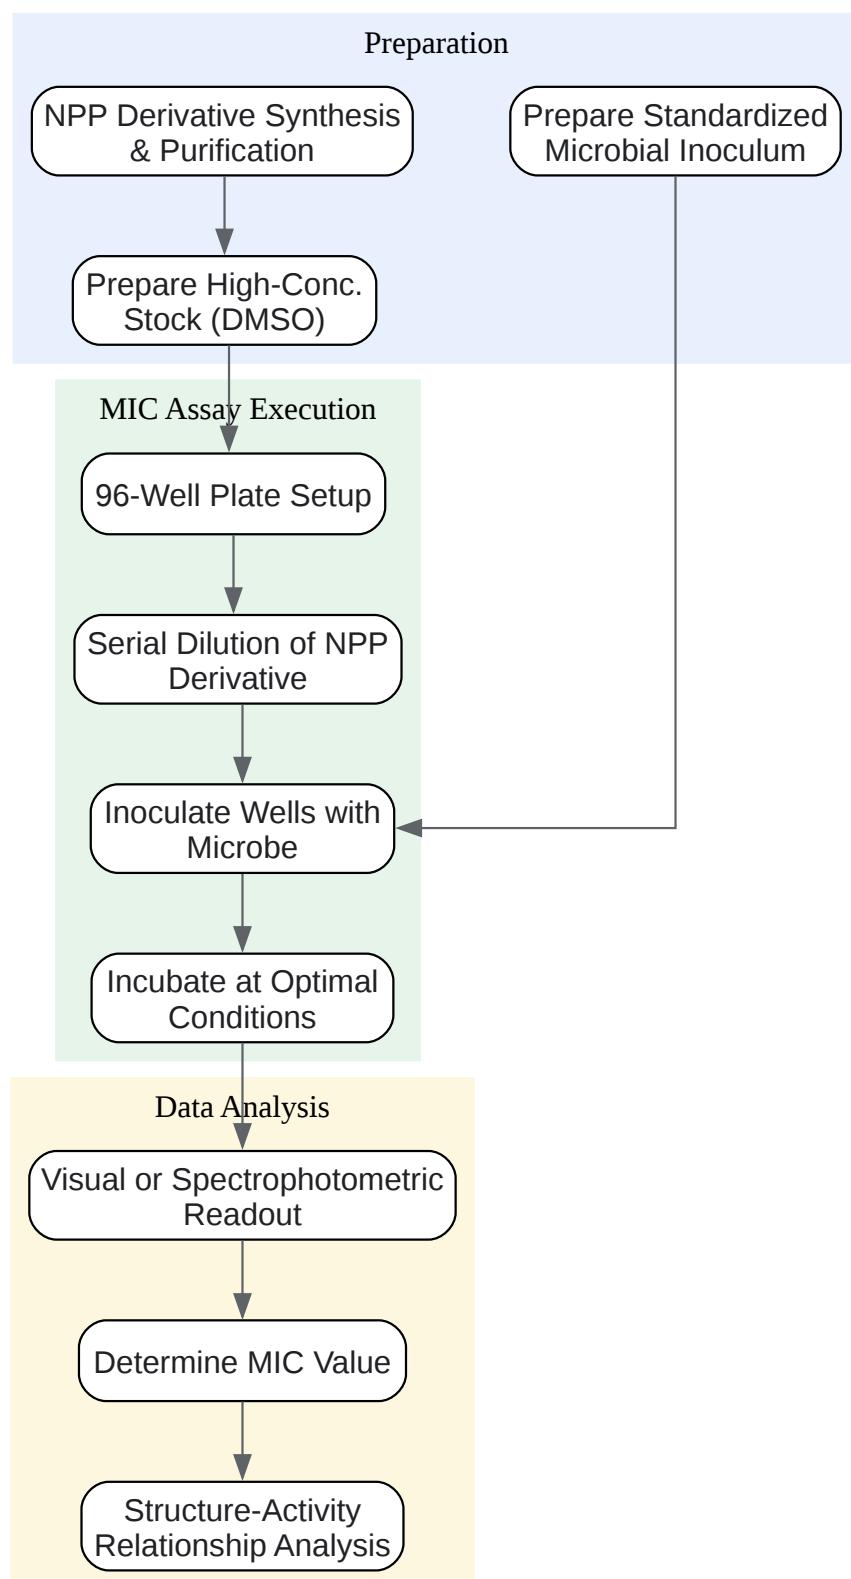 Preparation
NPP Derivative Synthesis
& Purification
Prepare Standardized
Microbial Inoculum
Prepare High-Conc.
Stock (DMSO)
MIC Assay Execution
96-Well Plate Setup
Serial Dilution of NPP
Derivative
Inoculate Wells with
Microbe
Incubate at Optimal
Conditions
Data Analysis
Visual or Spectrophotometric
Readout
Determine MIC Value
Structure-Activity
Relationship Analysis